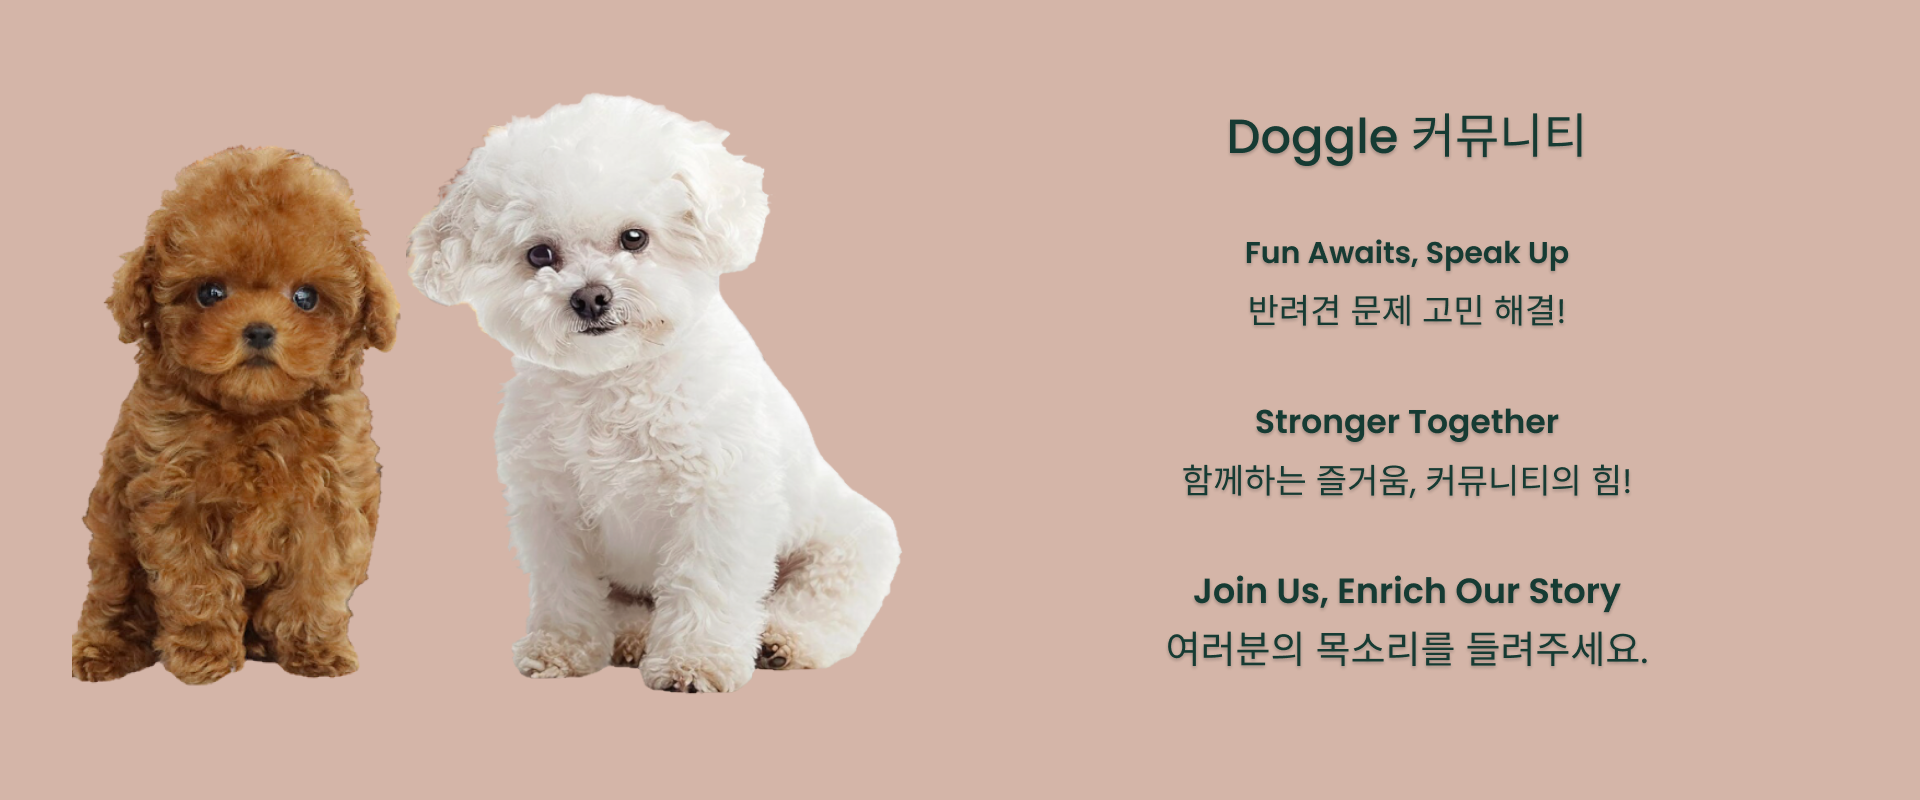 Doggle 커뮤니티
Fun Awaits, Speak Up
반려견 문제 고민 해결!
Stronger Together
함께하는 즐거움, 커뮤니티의 힘!
Join Us, Enrich Our Story
여러분의 목소리를 들려주세요.